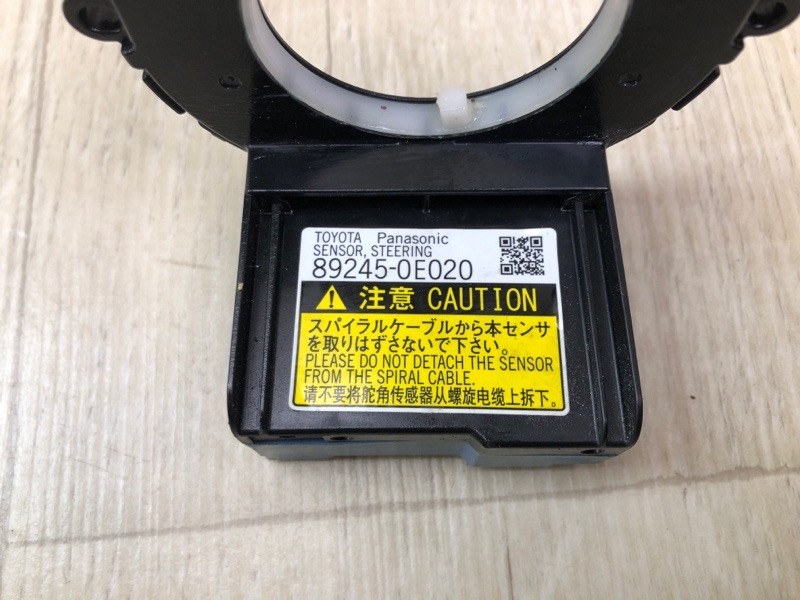 TOYOTA Panasonic
SENSOR, STEERING
89245-0E020
注意 CAUTION
スパイラルケーブルから本センサ
を取りはずさないで下さい。
PLEASE DO NOT DETACH THE SENSOR
FROM THE SPIRAL CABLE.
请不要将舵角传感器从螺旋电缆上拆下。